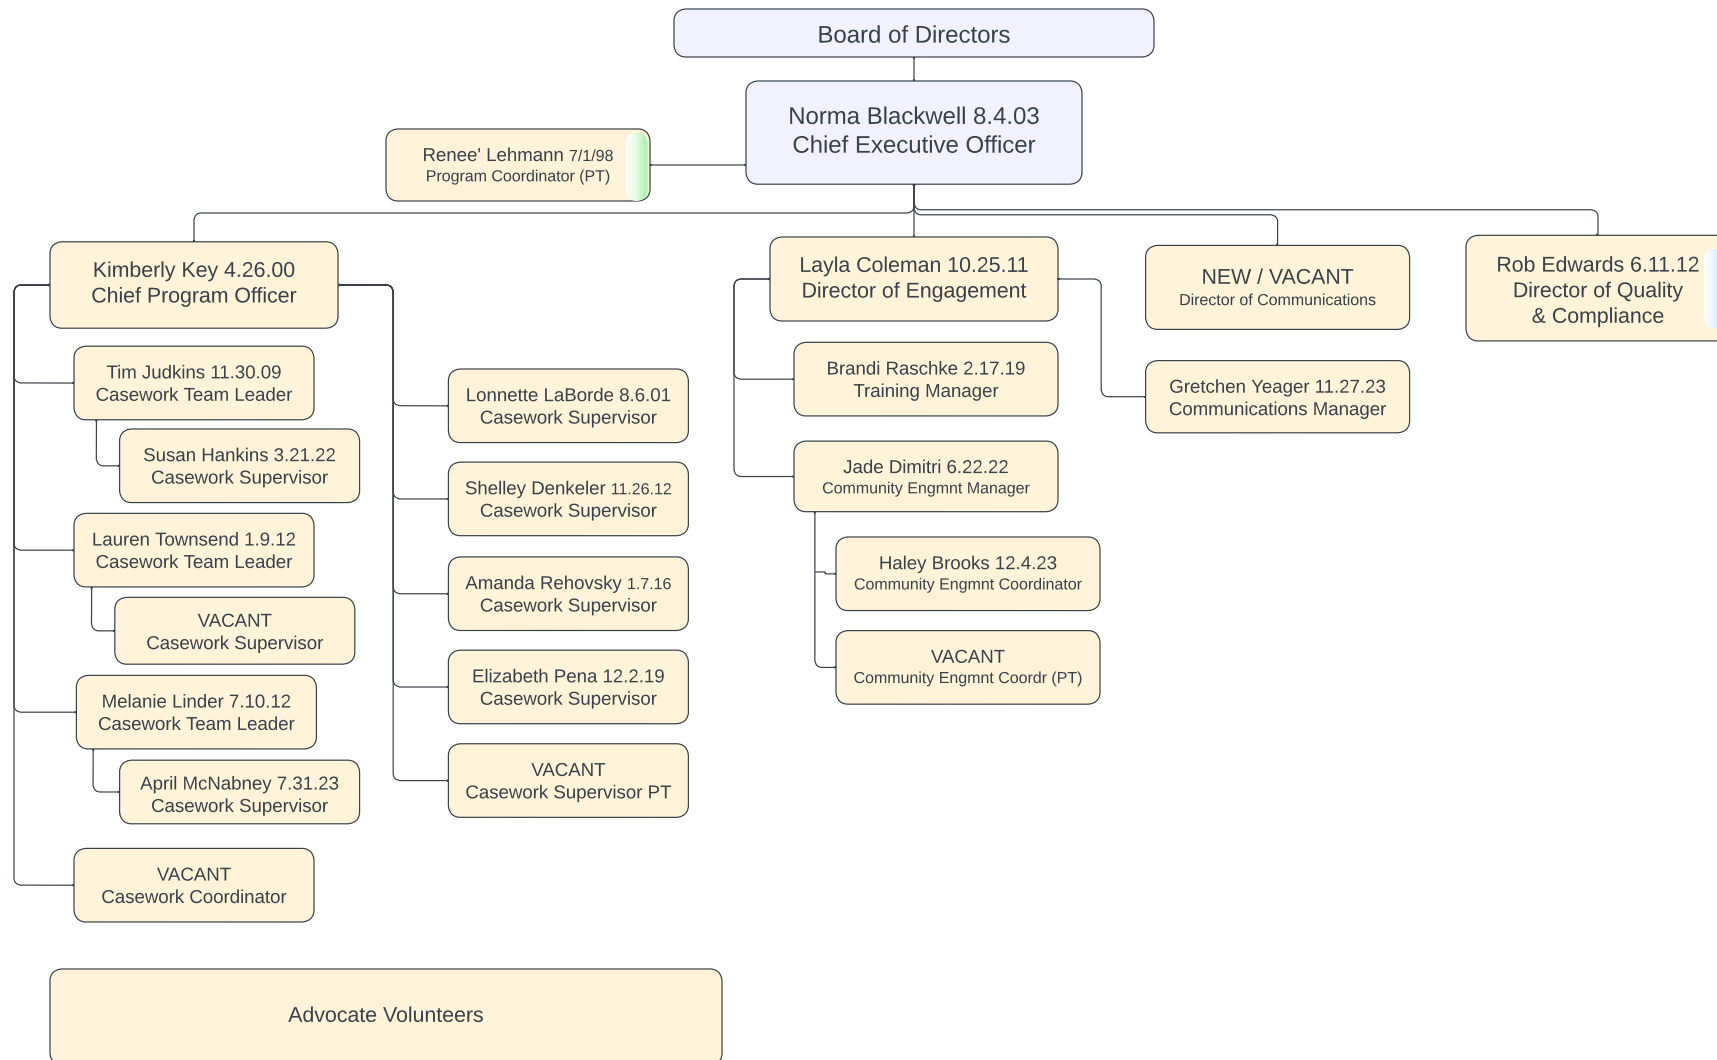 Board of Directors
Norma Blackwell 8.4.03
Chief Executive Officer
Renee' Lehmann 7/1/98
Program Coordinator (PT)
Kimberly Key 4.26.00
Chief Program Officer
Tim Judkins 11.30.09
Casework Team Leader
Susan Hankins 3.21.22
Casework Supervisor
Lauren Townsend 1.9.12
Casework Team Leader
VACANT
Casework Supervisor
Melanie Linder 7.10.12
Casework Team Leader
April McNabney 7.31.23
Casework Supervisor
VACANT
Casework Coordinator
Lonnette LaBorde 8.6.01
Casework Supervisor
Shelley Denkeler 11.26.12
Casework Supervisor
Amanda Rehovsky 1.7.16
Casework Supervisor
Elizabeth Pena 12.2.19
Casework Supervisor
VACANT
Casework Supervisor PT
Layla Coleman 10.25.11
Director of Engagement
Brandi Raschke 2.17.19
Training Manager
Jade Dimitri 6.22.22
Community Engmnt Manager
Haley Brooks 12.4.23
Community Engmnt Coordinator
VACANT
Community Engmnt Coordr (PT)
NEW / VACANT
Director of Communications
Gretchen Yeager 11.27.23
Communications Manager
Rob Edwards 6.11.12
Director of Quality
& Compliance
Advocate Volunteers